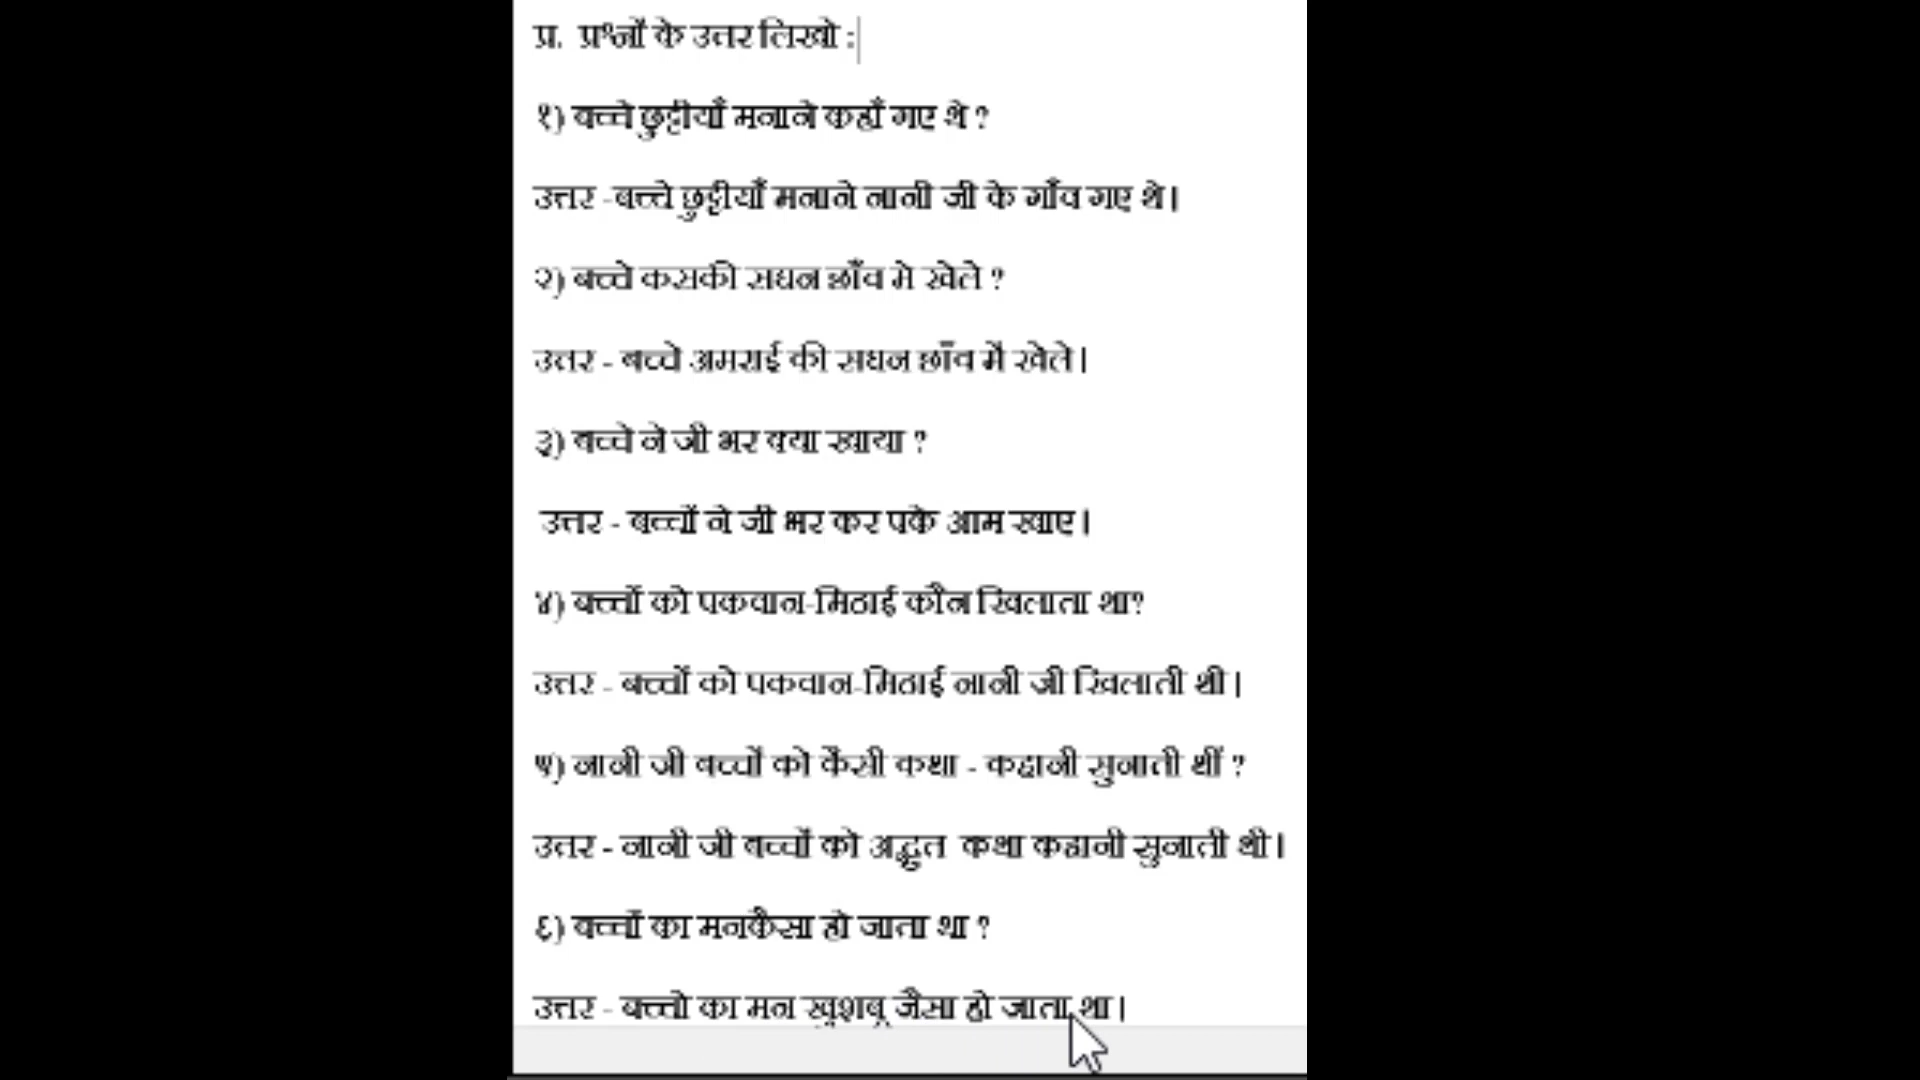 प्र. प्रश्नों के उत्तर लिखो :
१) बच्चे छुट्टीयाँ मनाने कहाँ गए थे ?
उत्तर -बच्चे छुट्टीयाँ मनाने नानी जी के गाँव गए थे।
२) बच्चे कसकी सघन छाँव मे खेले ?
उत्तर - बच्चे अमराई की सघन छाँव में खेले।
३) बच्चे ने जी भर क्या खाया ?
उत्तर - बच्चों ने जी भर कर पके आम खाए।
४) बच्चों को पकवान-मिठाई कौन खिलाता था?
उत्तर - बच्चों को पकवान-मिठाई नानी जी खिलाती थी।
५) नानी जी बच्चों को कैसी कथा - कहानी सुनाती थीं ?
उत्तर - नानी जी बच्चों को अद्भुत कथा कहानी सुनाती थी।
६) बच्चों का मनकैसा हो जाता था ?
उत्तर - बच्चो का मन खुशबू जैसा हो जाता था।